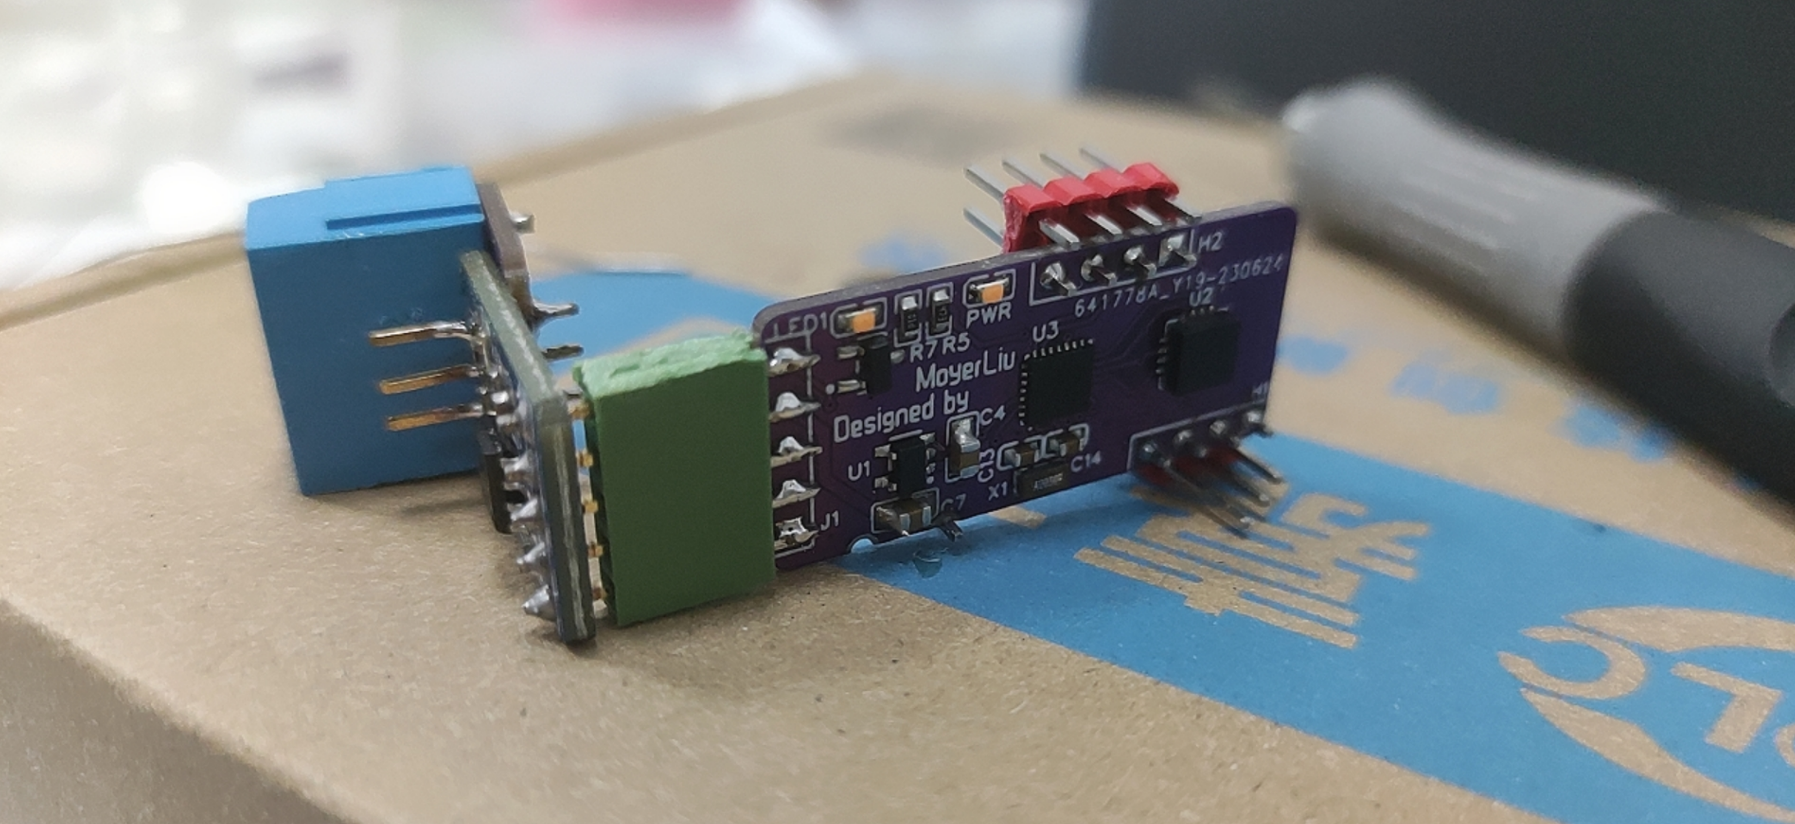 H2
641778A_Y19-230624
U2
LED1
PWR
U3
R7 R5
MoyerLiu
Designed by
C4
U1
C13
C14
X1
C7
J1
H1